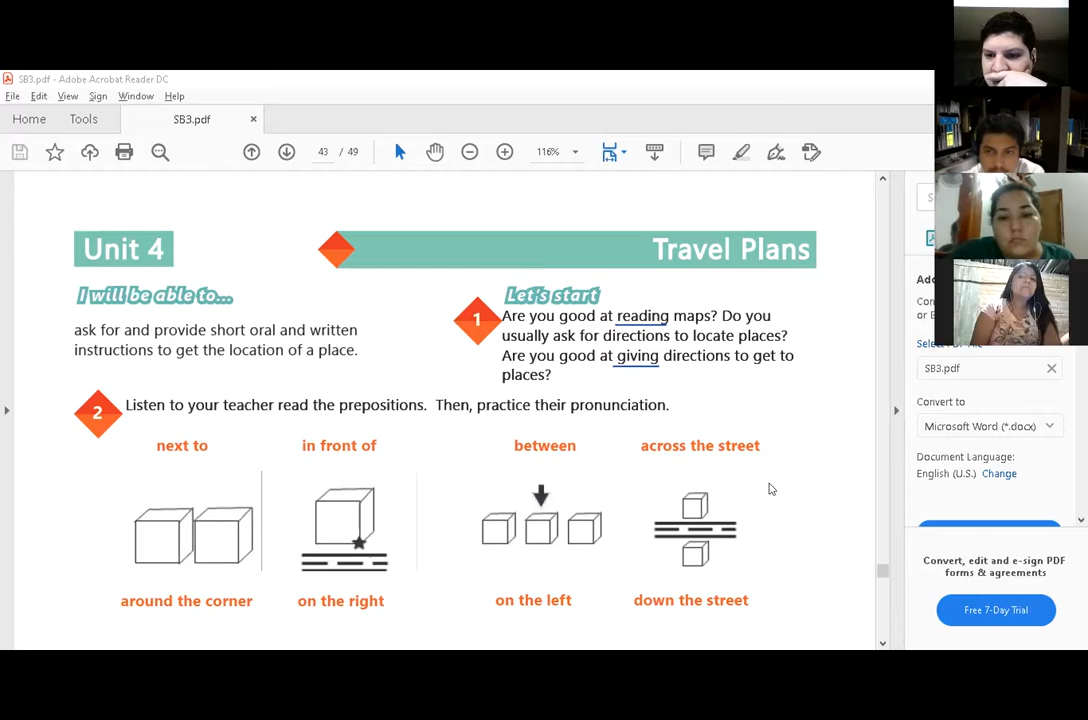 SB3.pdf - Adobe Acrobat Reader DC
File Edit View Sign Window Help
Home Tools SB3.pdf ×
43 / 49 116%
Unit 4
Travel Plans
I will be able to...
ask for and provide short oral and written
instructions to get the location of a place.
Let's start
1
Are you good at reading maps? Do you
usually ask for directions to locate places?
Are you good at giving directions to get to
places?
2 Listen to your teacher read the prepositions. Then, practice their pronunciation.
next to in front of between across the street
around the corner on the right on the left down the street
SB3.pdf
Convert to
Microsoft Word (*.docx)
Document Language:
English (U.S.) Change
Convert, edit and e-sign PDF
forms & agreements
Free 7-Day Trial